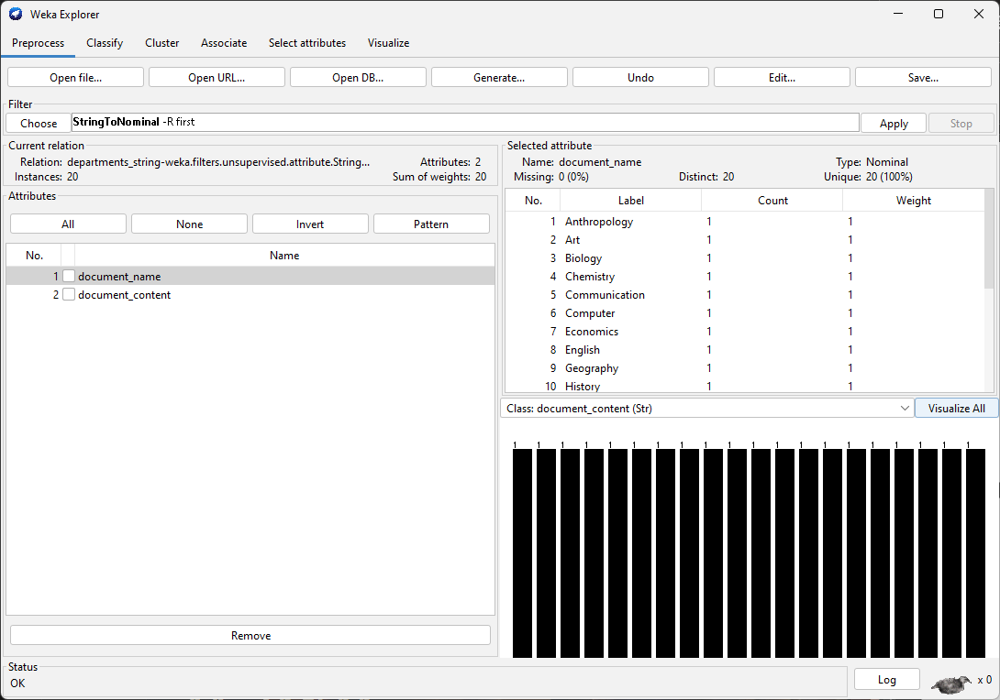 Weka Explorer
Preprocess Classify Cluster Associate Select attributes Visualize
Open file... Open URL... Open DB... Generate... Undo Edit... Save...
Filter
Choose StringToNominal -R first Apply Stop
Current relation
Relation: departments_string-weka.filters.unsupervised.attribute.String... Attributes: 2
Instances: 20 Sum of weights: 20
Attributes
All None Invert Pattern
No. Name
1 document_name
2 document_content
Remove
Selected attribute
Name: document_name Type: Nominal
Missing: 0 (0%) Distinct: 20 Unique: 20 (100%)
No. Label Count Weight
1 Anthropology 1 1
2 Art 1 1
3 Biology 1 1
4 Chemistry 1 1
5 Communication 1 1
6 Computer 1 1
7 Economics 1 1
8 English 1 1
9 Geography 1 1
10 History 1 1
Class: document_content (Str) Visualize All
1 1 1 1 1 1 1 1 1 1 1 1 1 1 1 1 1 1 1 1
Status
OK
Log x 0